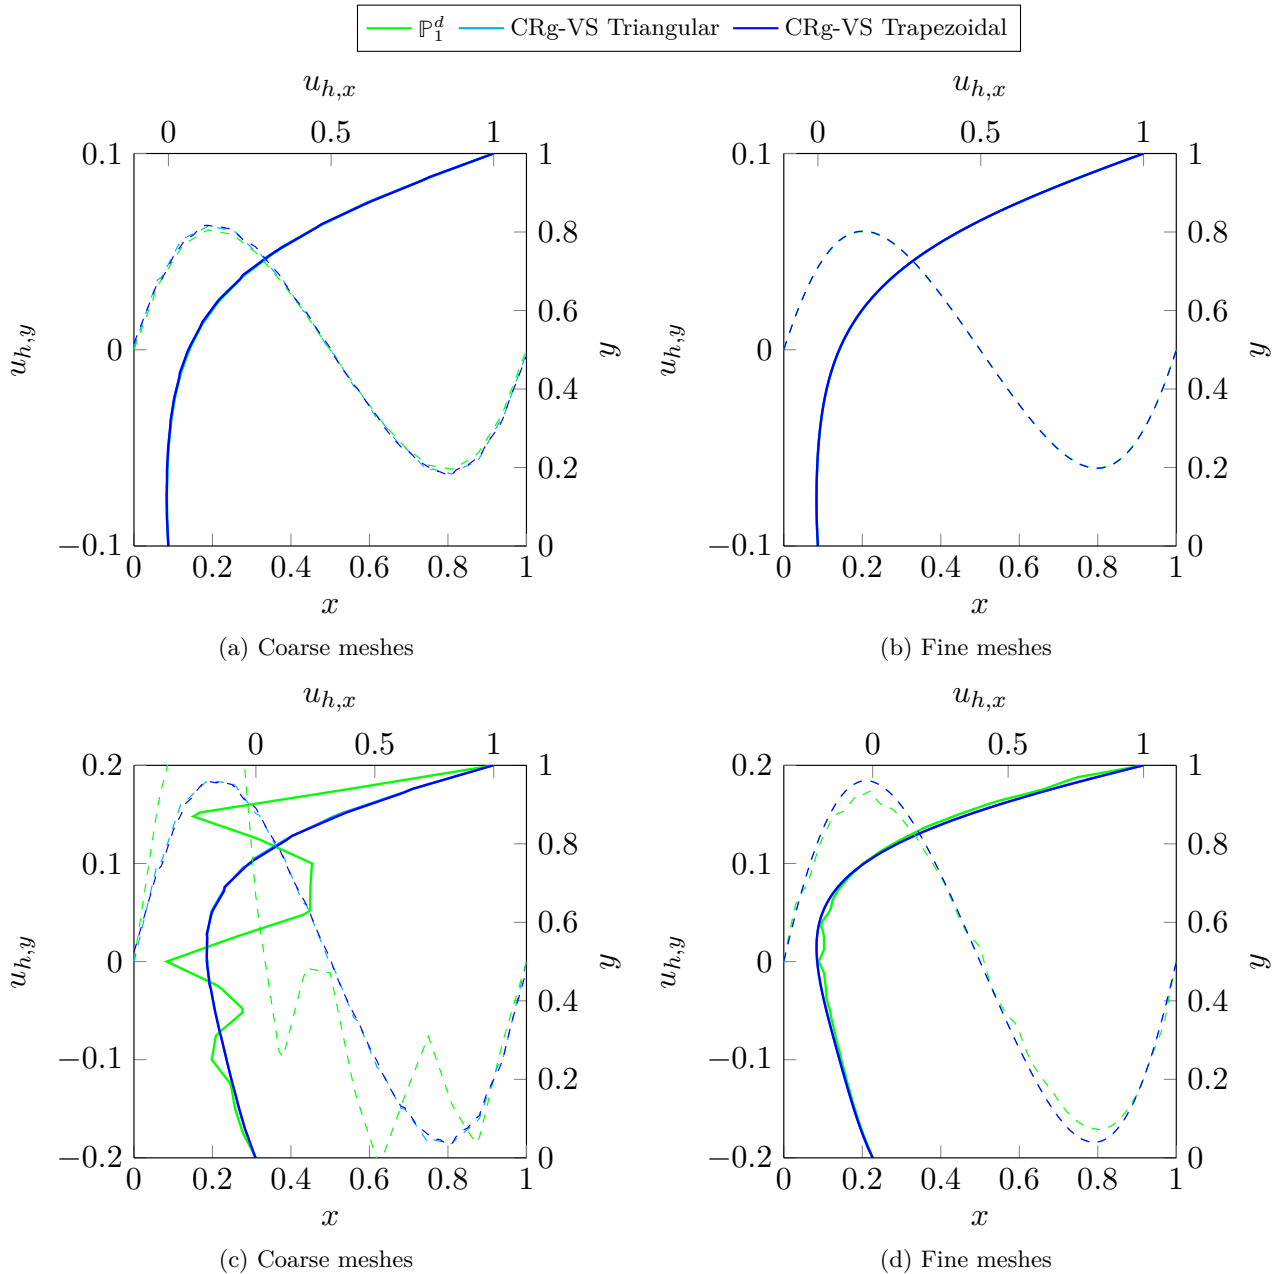 ℙ₁ᵈ CRg-VS Triangular CRg-VS Trapezoidal
u_{h,x} u_{h,x}
0 0.5 1 0 0.5 1
0.1 1 0.1 1
0.8 0.8
0.6 0.6
u_{h,y} 0 y u_{h,y} 0 y
0.4 0.4
0.2 0.2
−0.1 0 −0.1 0
0 0.2 0.4 0.6 0.8 1 0 0.2 0.4 0.6 0.8 1
x x
(a) Coarse meshes (b) Fine meshes
u_{h,x} u_{h,x}
0 0.5 1 0 0.5 1
0.2 1 0.2 1
0.1 0.8 0.1 0.8
0.6 0.6
u_{h,y} 0 y u_{h,y} 0 y
0.4 0.4
−0.1 0.2 −0.1 0.2
−0.2 0 −0.2 0
0 0.2 0.4 0.6 0.8 1 0 0.2 0.4 0.6 0.8 1
x x
(c) Coarse meshes (d) Fine meshes